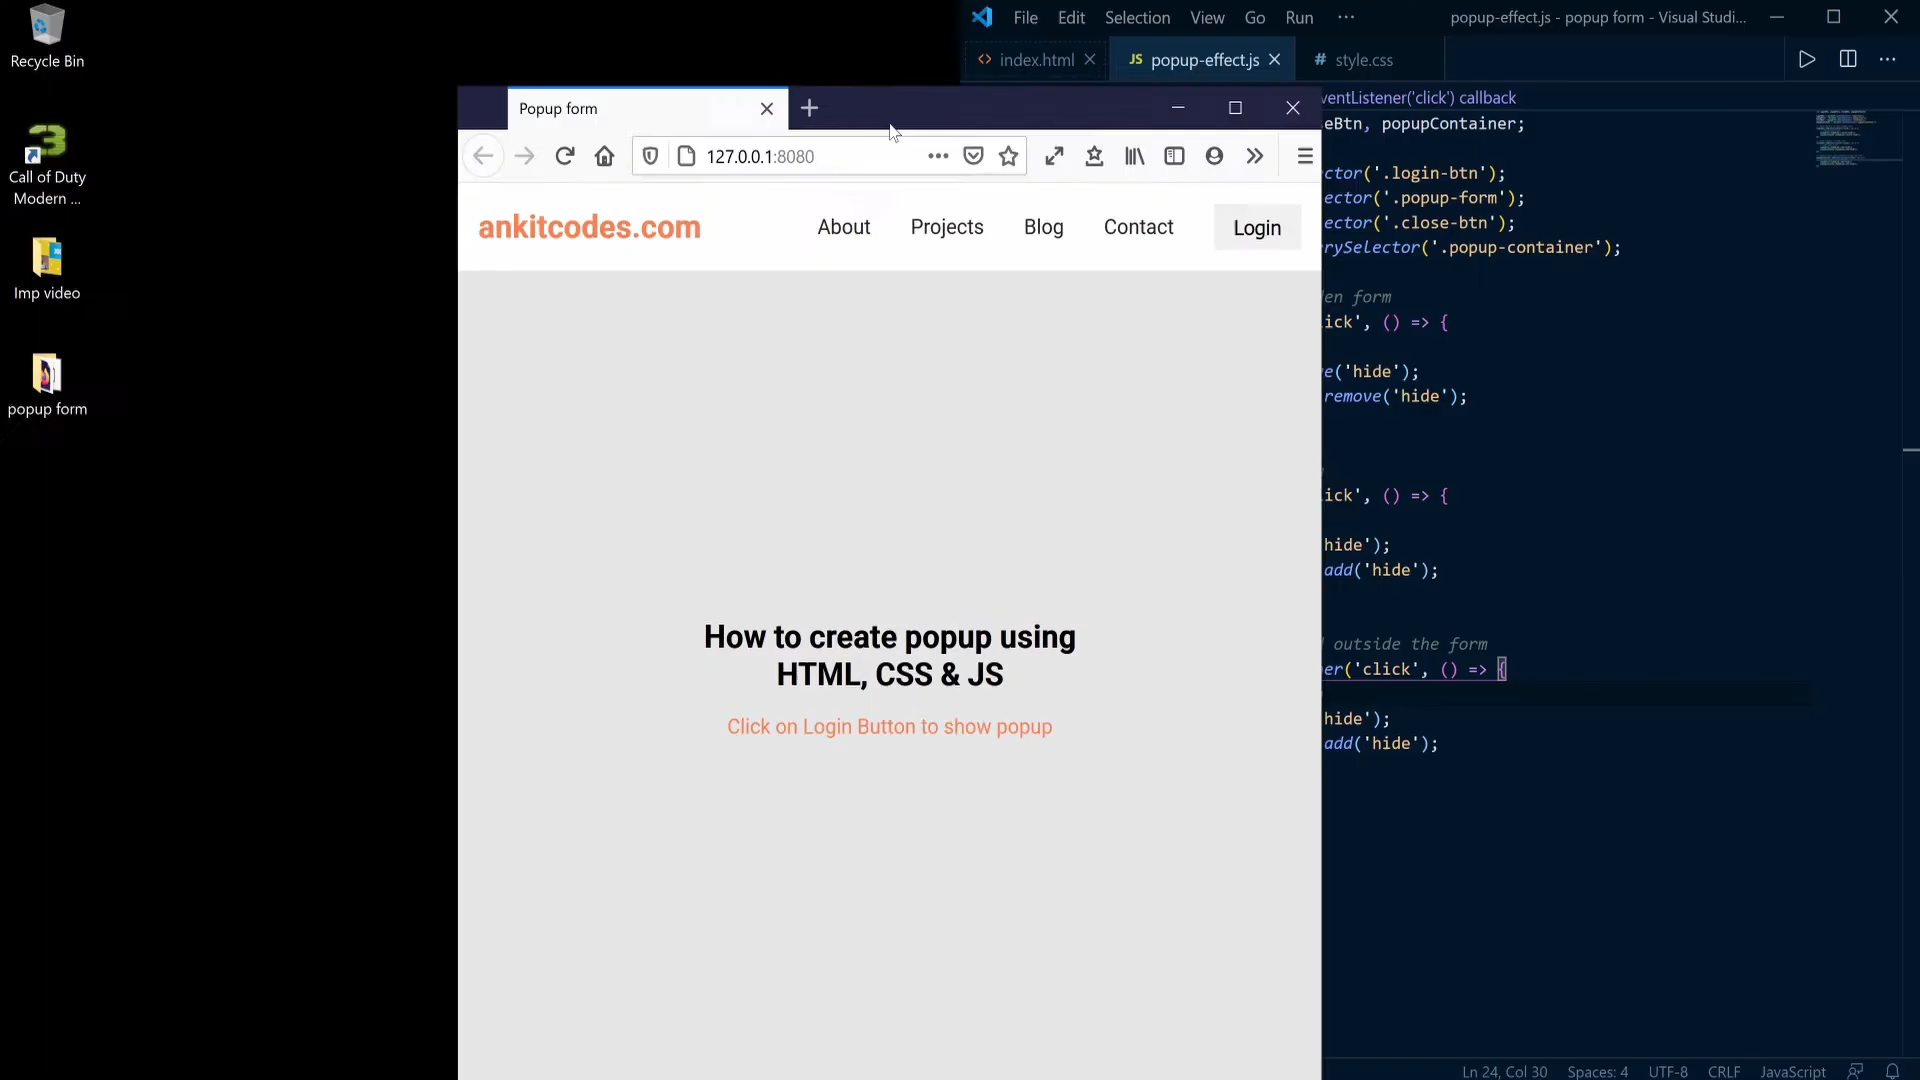 Recycle Bin
Call of Duty
Modern ...
Imp video
popup form
File Edit Selection View Go Run ···
popup-effect.js - popup form - Visual Studi...
index.html
JS popup-effect.js
# style.css
Popup form
127.0.0.1:8080
ankitcodes.com
About
Projects
Blog
Contact
Login
How to create popup using
HTML, CSS & JS
Click on Login Button to show popup
ventListener('click') callback
eBtn, popupContainer;
ctor('.login-btn');
ector('.popup-form');
ector('.close-btn');
rySelector('.popup-container');
en form
ick', () => {
e('hide');
remove('hide');
ick', () => {
hide');
add('hide');
outside the form
er('click', () => {
hide');
add('hide');
Ln 24, Col 30 Spaces: 4 UTF-8 CRLF JavaScript